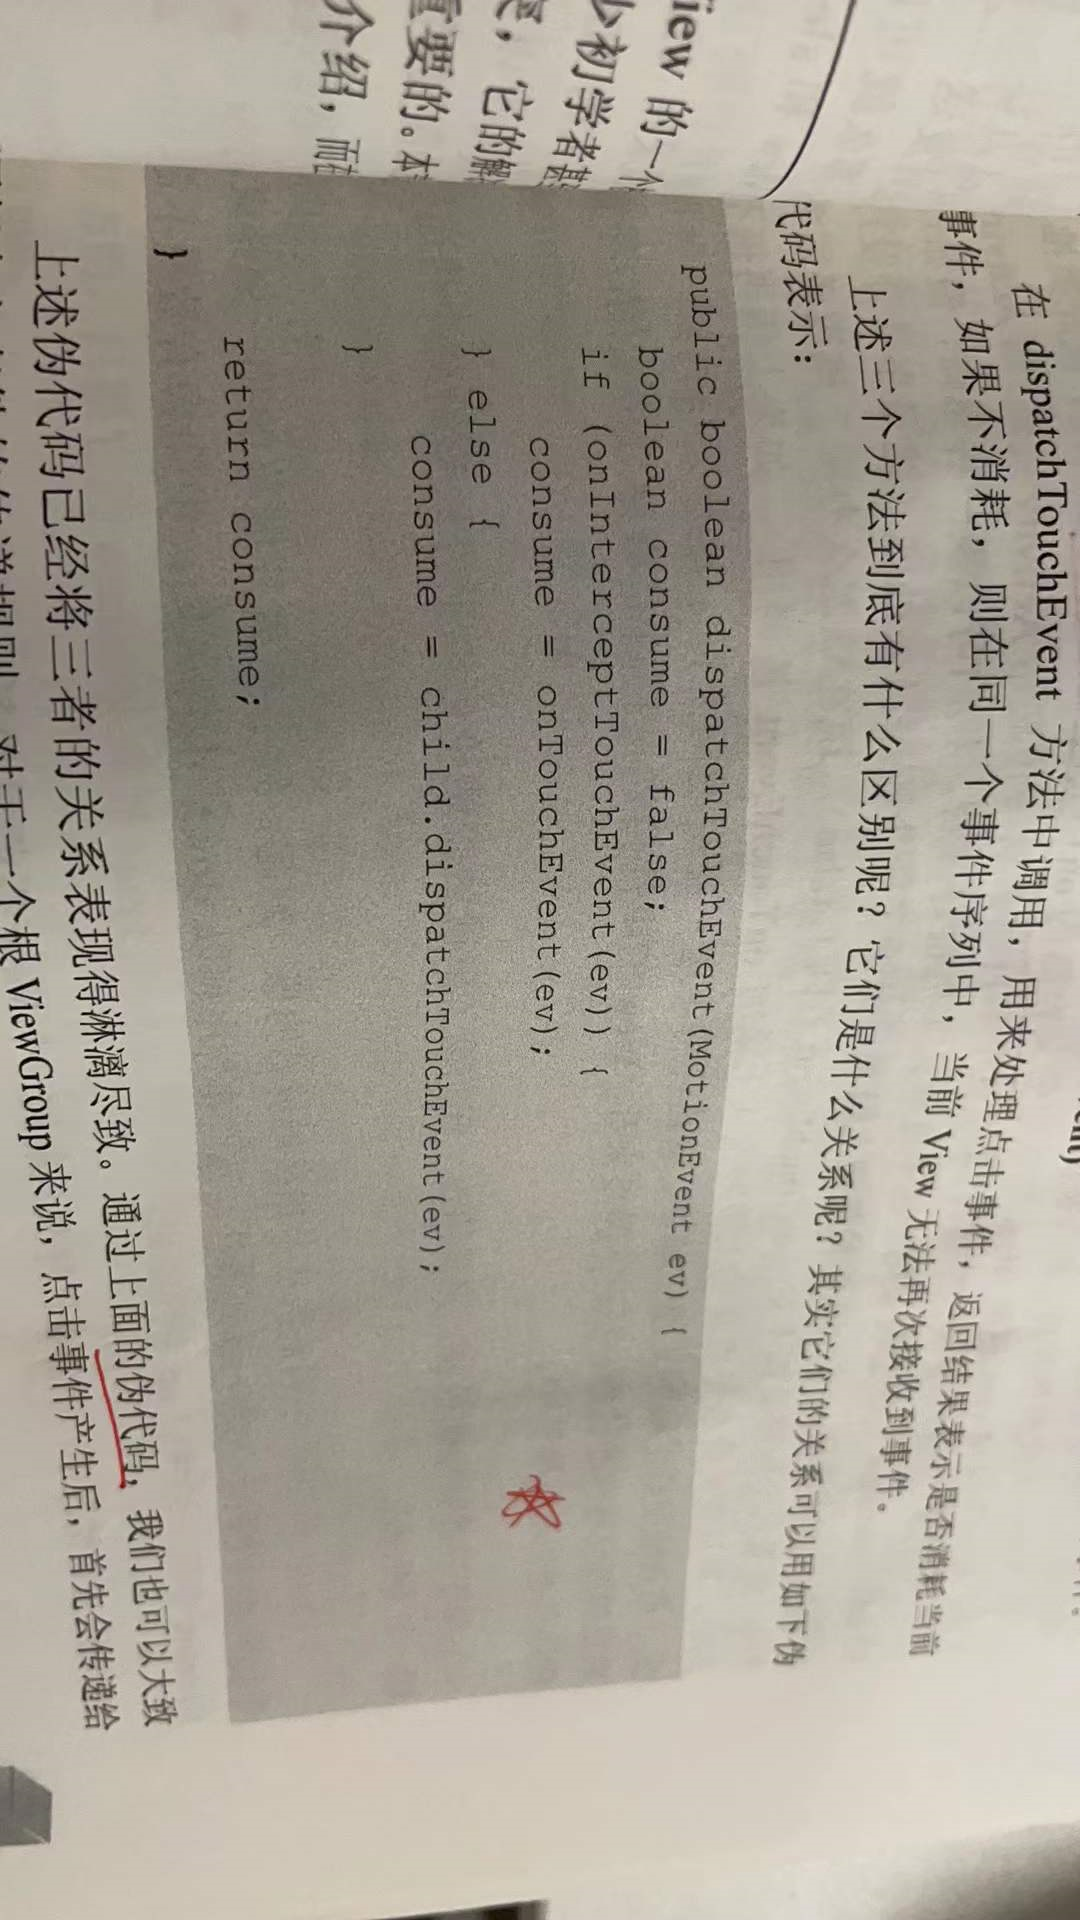 View 的一个
少初学者甚
它的解
重要的。本
介绍，而
在 dispatchTouchEvent 方法中调用，用来处理点击事件，返回结果表示是否消耗当前
事件，如果不消耗，则在同一个事件序列中，当前 View 无法再次接收到事件。
上述三个方法到底有什么区别呢？它们是什么关系呢？其实它们的关系可以用如下伪
代码表示：
public boolean dispatchTouchEvent(MotionEvent ev) {
boolean consume = false;
if (onInterceptTouchEvent(ev)) {
consume = onTouchEvent(ev);
} else {
consume = child.dispatchTouchEvent(ev);
}
return consume;
}
上述伪代码已经将三者的关系表现得淋漓尽致。通过上面的伪代码，我们也可以大致
对于一个根 ViewGroup 来说，点击事件产生后，首先会传递给